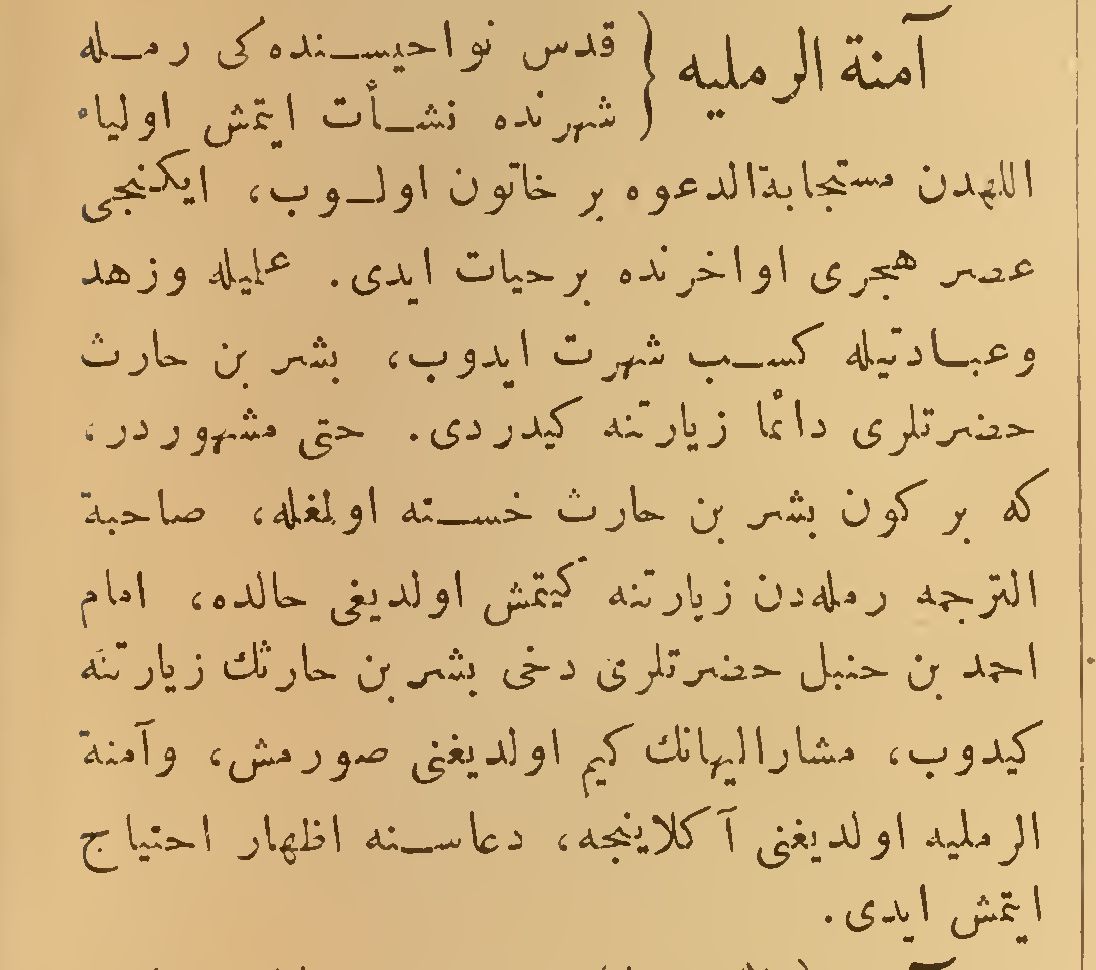 آمنة الرمليه { قدس نواحیسنده کی رمله
شهرنده نشأت ایتمش اولیاء
اللهدن مستجابةالدعوه بر خاتون اولوب، ایکنجی
عصر هجری اواخرنده برحیات ایدی. علیله وزهد
وعبادتیله کسب شهرت ایدوب، بشر بن حارث
حضرتلری دائما زیارتنه کیدردی. حتی مشهوردر،
که بر کون بشر بن حارث خسته اولمغله، صاحبة
الترجمه رمله‌دن زیارتنه کیتمش اولدیغی حالده، امام
احمد بن حنبل حضرتلری دخی بشر بن حارثك زیارتنه
کیدوب، مشارالیهانك کیم اولدیغنی صورمش، وآمنة
الرملیه اولدیغنی آکلاینجه، دعاسنه اظهار احتیاج
ایتمش ایدی.